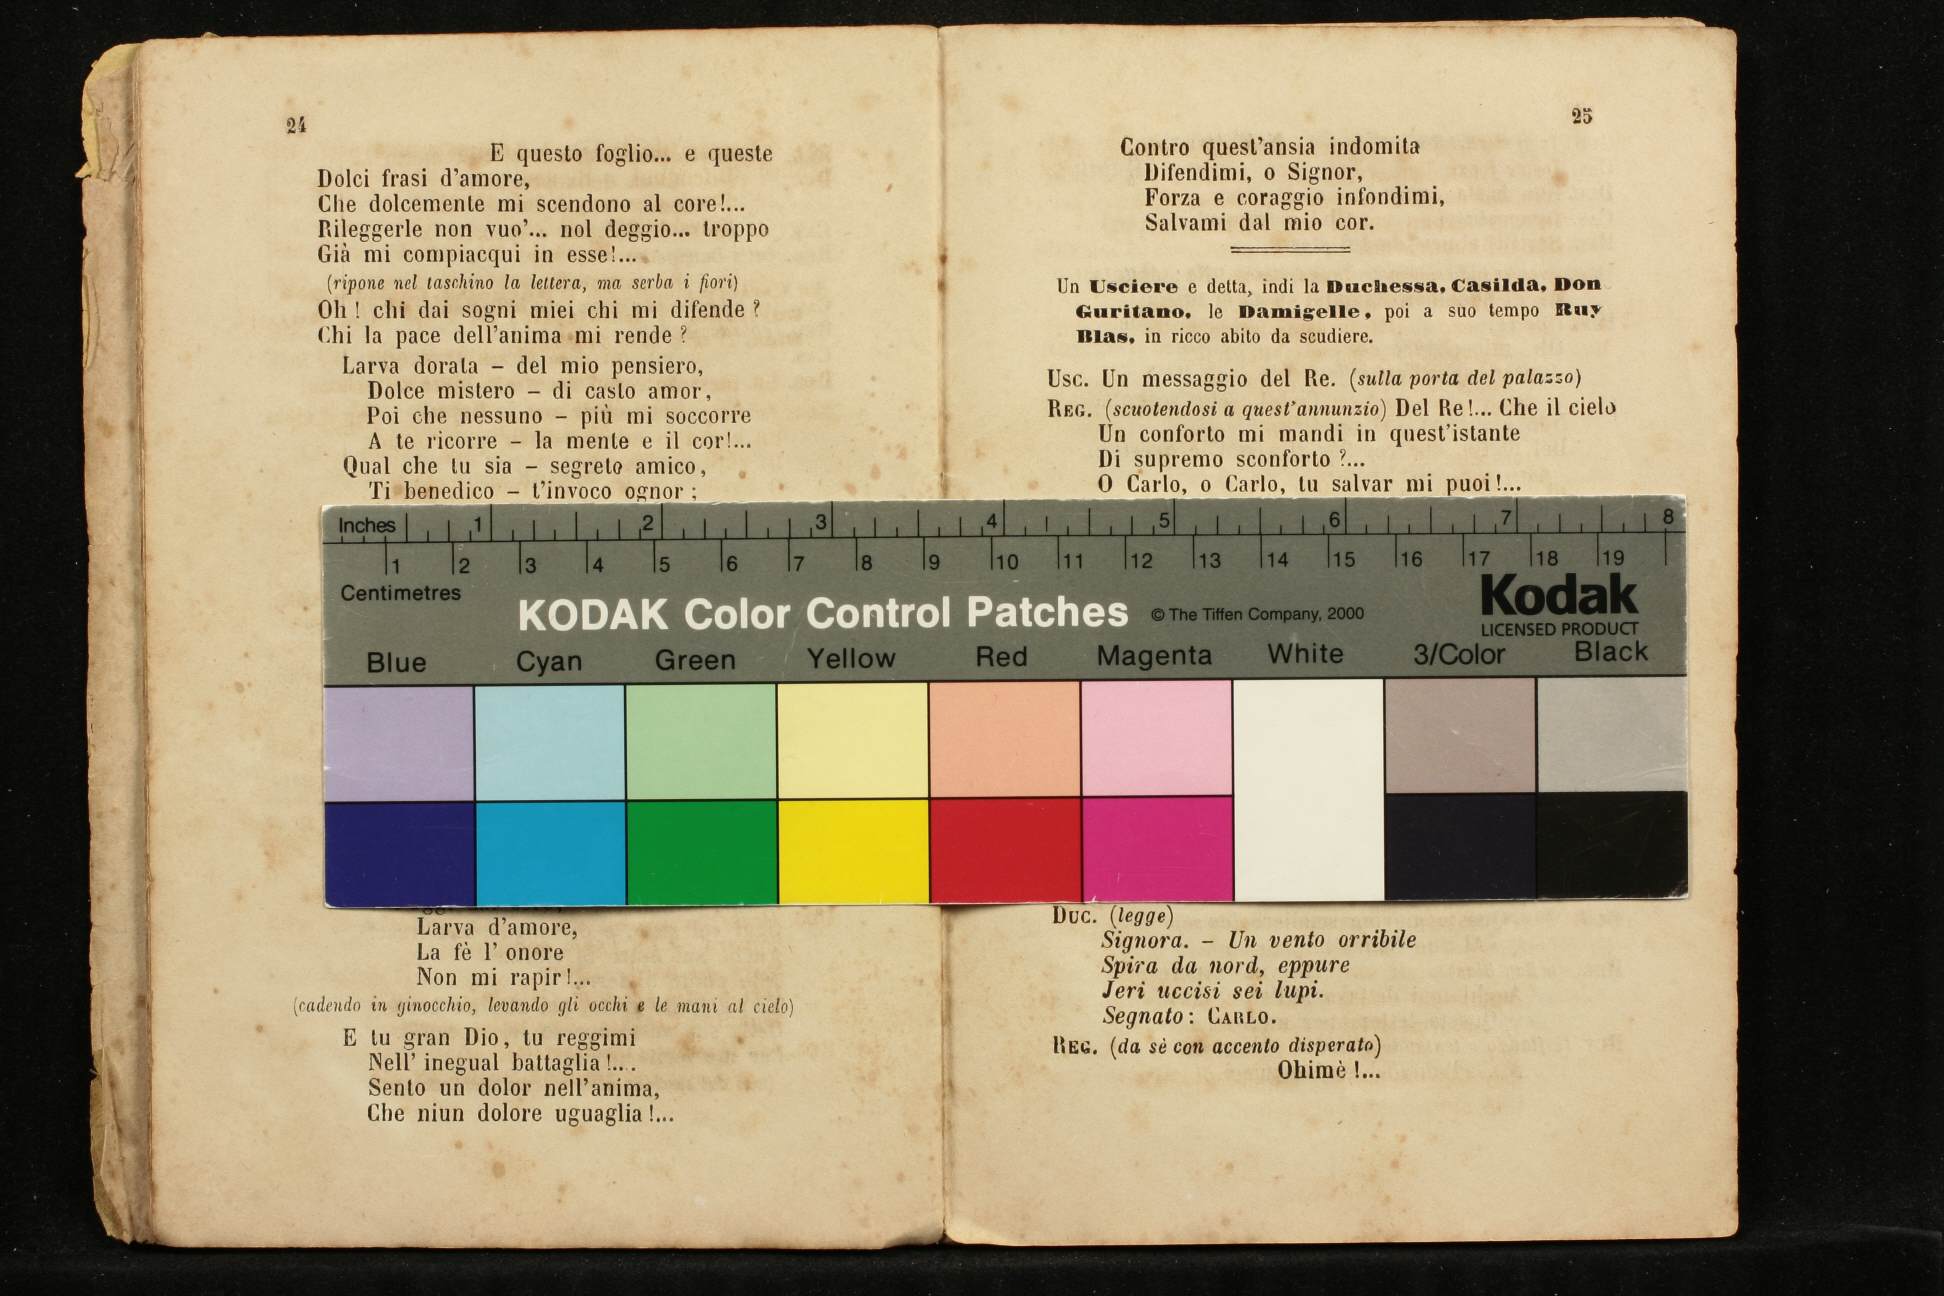 24
E questo foglio... e queste
Dolci frasi d'amore,
Che dolcemente mi scendono al core!...
Rileggerle non vuo'... nol deggio... troppo
Già mi compiacqui in esse!...
(ripone nel taschino la lettera, ma serba i fiori)
Oh! chi dai sogni miei chi mi difende?
Chi la pace dell'anima mi rende?
Larva dorata – del mio pensiero,
Dolce mistero – di casto amor,
Poi che nessuno – più mi soccorre
A te ricorre – la mente e il cor!...
Qual che tu sia – segreto amico,
Ti benedico – t'invoco ognor;
Larva d'amore,
La fè l' onore
Non mi rapir!...
(cadendo in ginocchio, levando gli occhi e le mani al cielo)
E tu gran Dio, tu reggimi
Nell' inegual battaglia!...
Sento un dolor nell'anima,
Che niun dolore uguaglia!...
25
Contro quest'ansia indomita
Difendimi, o Signor,
Forza e coraggio infondimi,
Salvami dal mio cor.
Un Usciere e detta, indi la Duchessa, Casilda, Don
Guritano, le Damigelle, poi a suo tempo Ruy
Blas, in ricco abito da scudiere.
Usc. Un messaggio del Re. (sulla porta del palazzo)
Reg. (scuotendosi a quest'annunzio) Del Re!... Che il cielo
Un conforto mi mandi in quest'istante
Di supremo sconforto?...
O Carlo, o Carlo, tu salvar mi puoi!...
Duc. (legge)
Signora. – Un vento orribile
Spira da nord, eppure
Jeri uccisi sei lupi.
Segnato: Carlo.
Reg. (da sè con accento disperato)
Ohimè!...
Inches 1 2 3 4 5 6 7 8
1 2 3 4 5 6 7 8 9 10 11 12 13 14 15 16 17 18 19
Centimetres
KODAK Color Control Patches © The Tiffen Company, 2000
Kodak
LICENSED PRODUCT
Blue Cyan Green Yellow Red Magenta White 3/Color Black